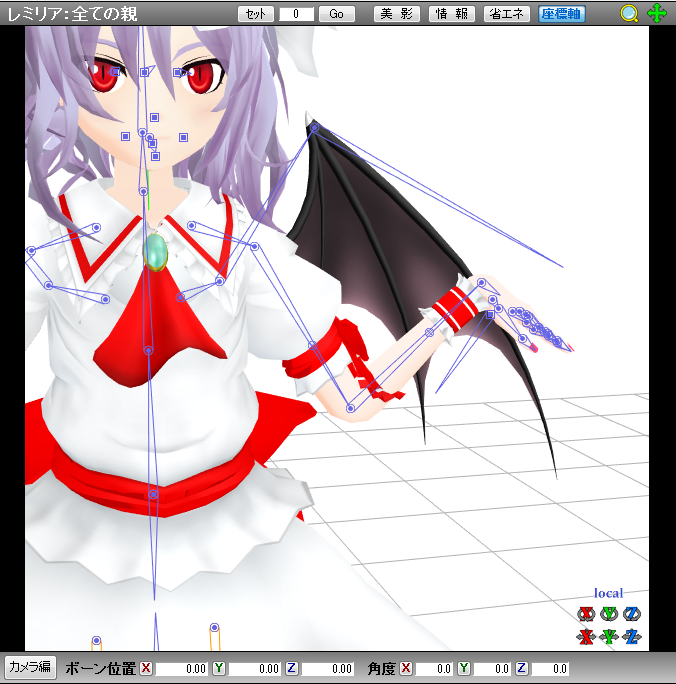 レミリア:全ての親 セット 0 Go 美 影 情 報 省エネ 座標軸
local
X Y Z
X Y Z
カメラ編 ボーン位置 X 0.00 Y 0.00 Z 0.00 角度 X 0.0 Y 0.0 Z 0.0